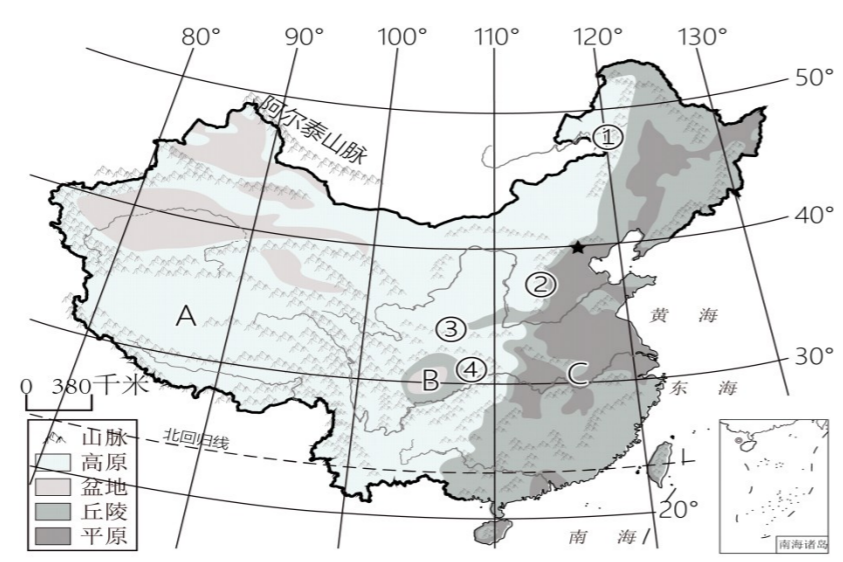 80° 90° 100° 110° 120° 130°
50°
阿尔泰山脉
①
40°
②
A
③
黄 海
④
B
C
30°
0 380千米
东 海
北回归线
山脉
高原
盆地
丘陵
平原
20°
南 海
南海诸岛